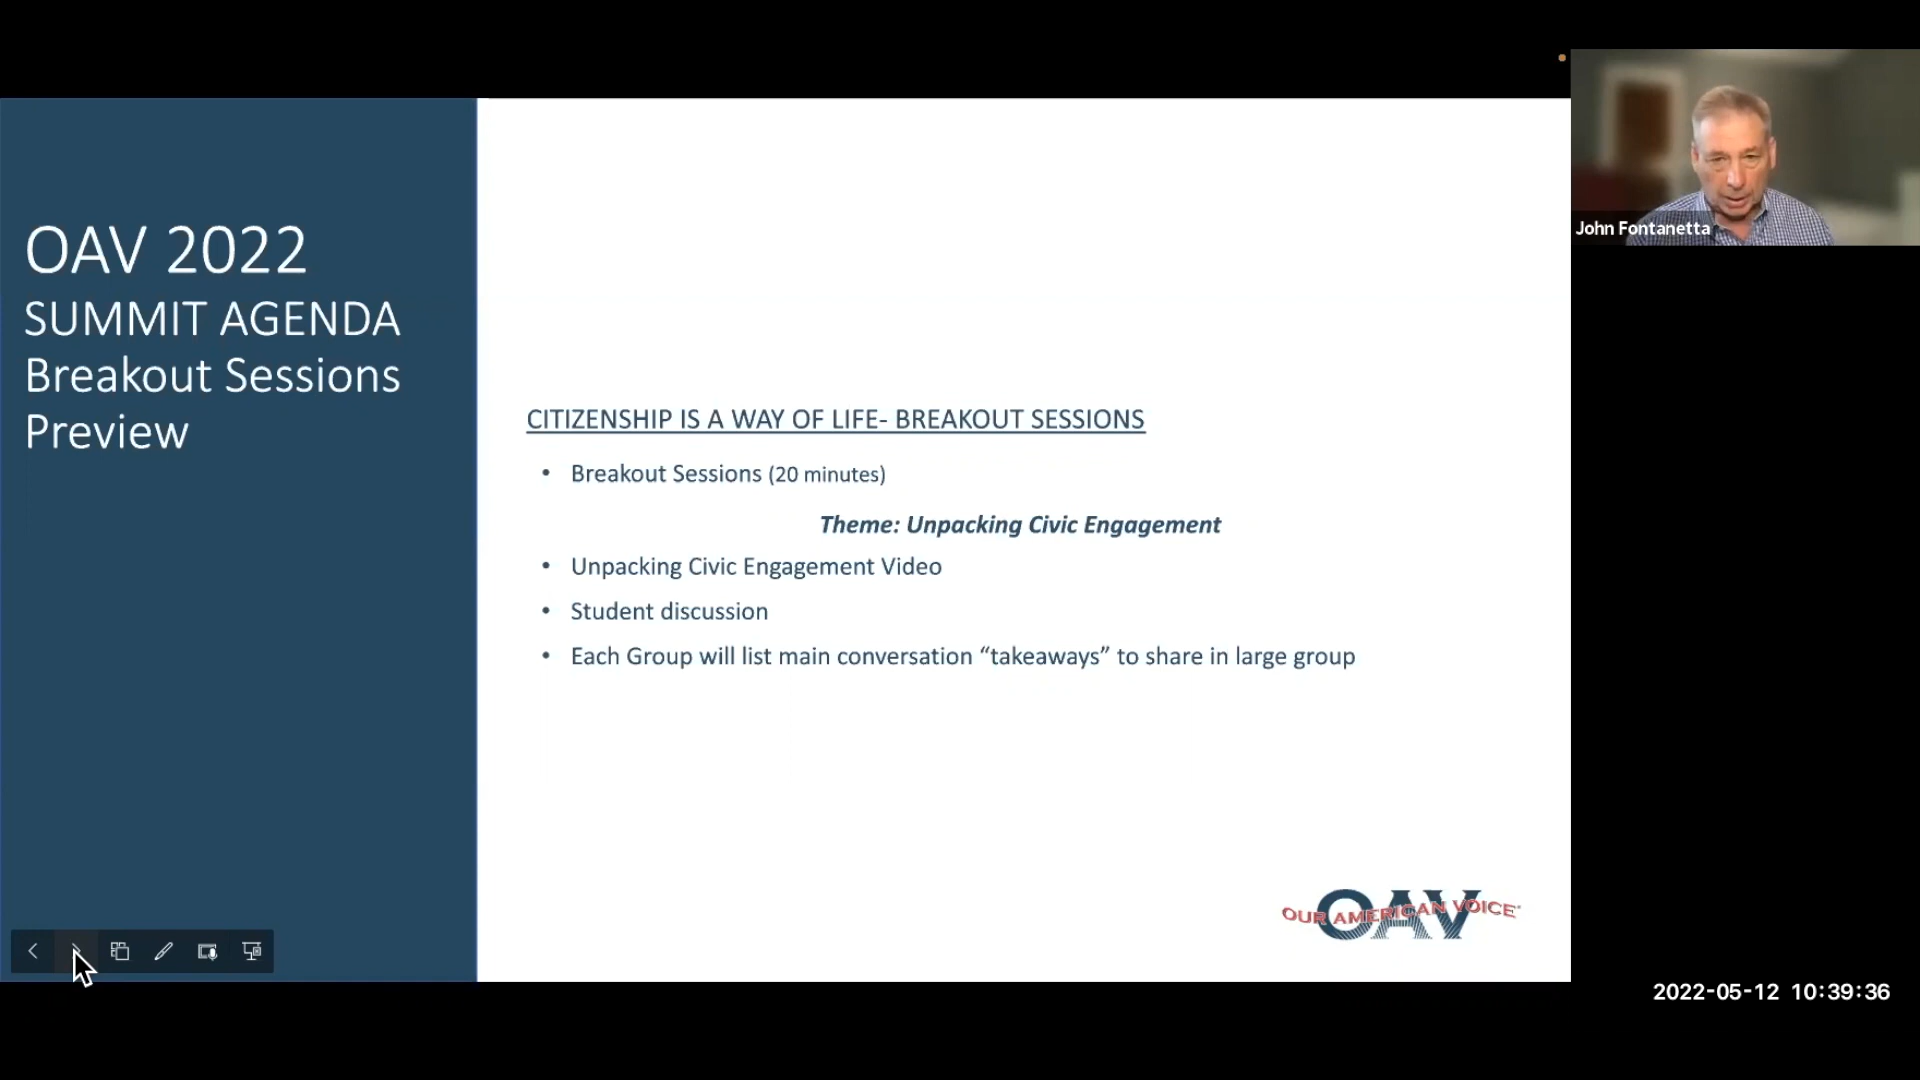 OAV 2022
SUMMIT AGENDA
Breakout Sessions
Preview
CITIZENSHIP IS A WAY OF LIFE- BREAKOUT SESSIONS
• Breakout Sessions (20 minutes)
Theme: Unpacking Civic Engagement
• Unpacking Civic Engagement Video
• Student discussion
• Each Group will list main conversation “takeaways” to share in large group
OAV
OUR AMERICAN VOICE
John Fontanetta
2022-05-12 10:39:36